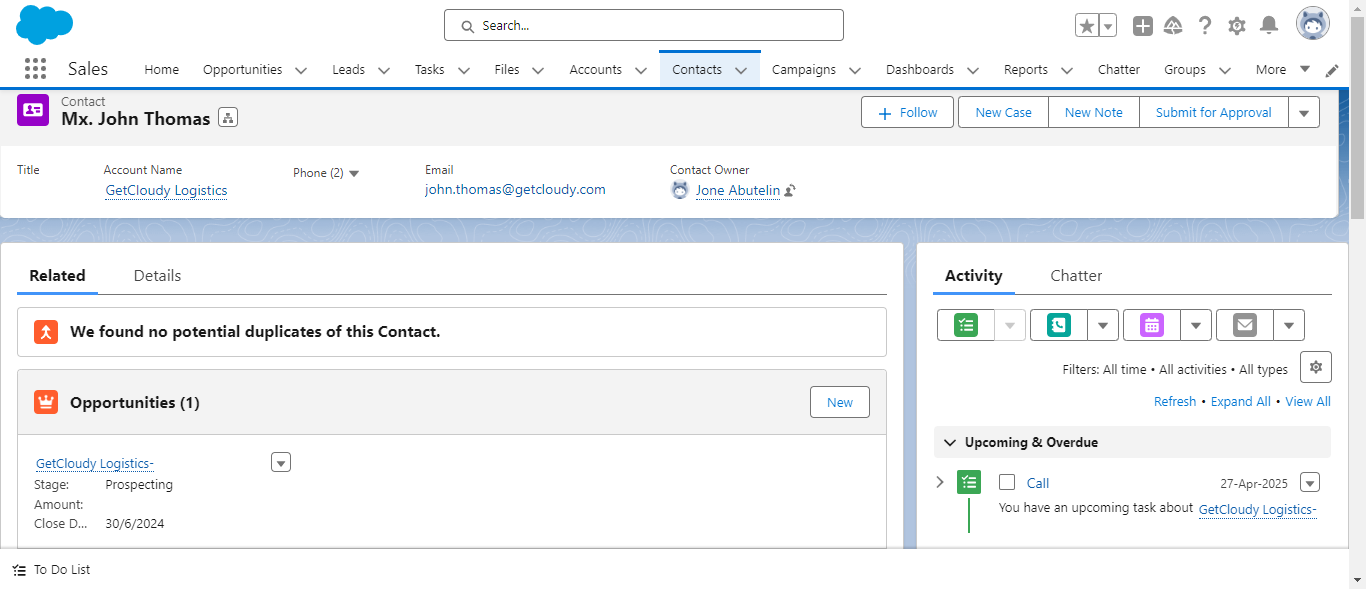 Search...
Sales
Home
Opportunities
Leads
Tasks
Files
Accounts
Contacts
Campaigns
Dashboards
Reports
Chatter
Groups
More
Contact
Mx. John Thomas
Follow
New Case
New Note
Submit for Approval
Title
Account Name
GetCloudy Logistics
Phone (2)
Email
john.thomas@getcloudy.com
Contact Owner
Jone Abutelin
Related
Details
We found no potential duplicates of this Contact.
Opportunities (1)
New
GetCloudy Logistics-
Stage: Prospecting
Amount:
Close D... 30/6/2024
Activity
Chatter
Filters: All time • All activities • All types
Refresh • Expand All • View All
Upcoming & Overdue
Call
27-Apr-2025
You have an upcoming task about GetCloudy Logistics-
To Do List